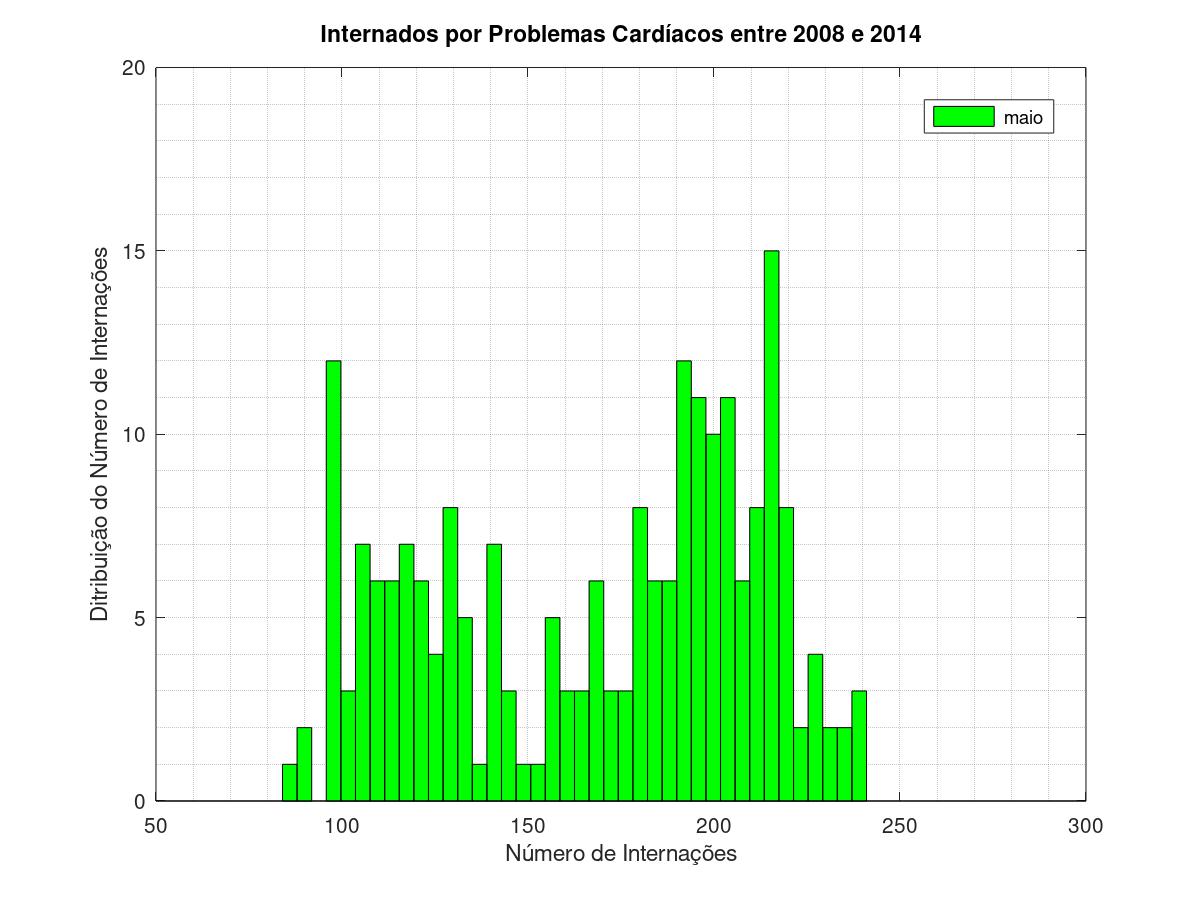 Internados por Problemas Cardíacos entre 2008 e 2014
20
maio
15
10
5
0
Ditribuição do Número de Internações
50
100
150
200
250
300
Número de Internações